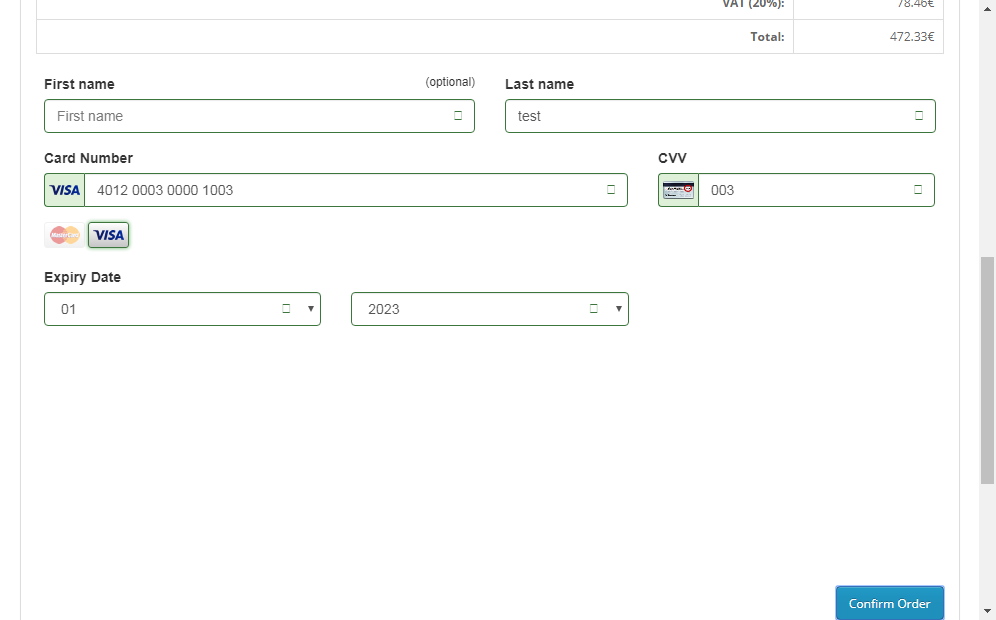 VAT (20%): 78.46€
Total: 472.33€
First name (optional) Last name
First name test
Card Number CVV
VISA 4012 0003 0000 1003 003
MasterCard VISA
Expiry Date
01 2023
Confirm Order